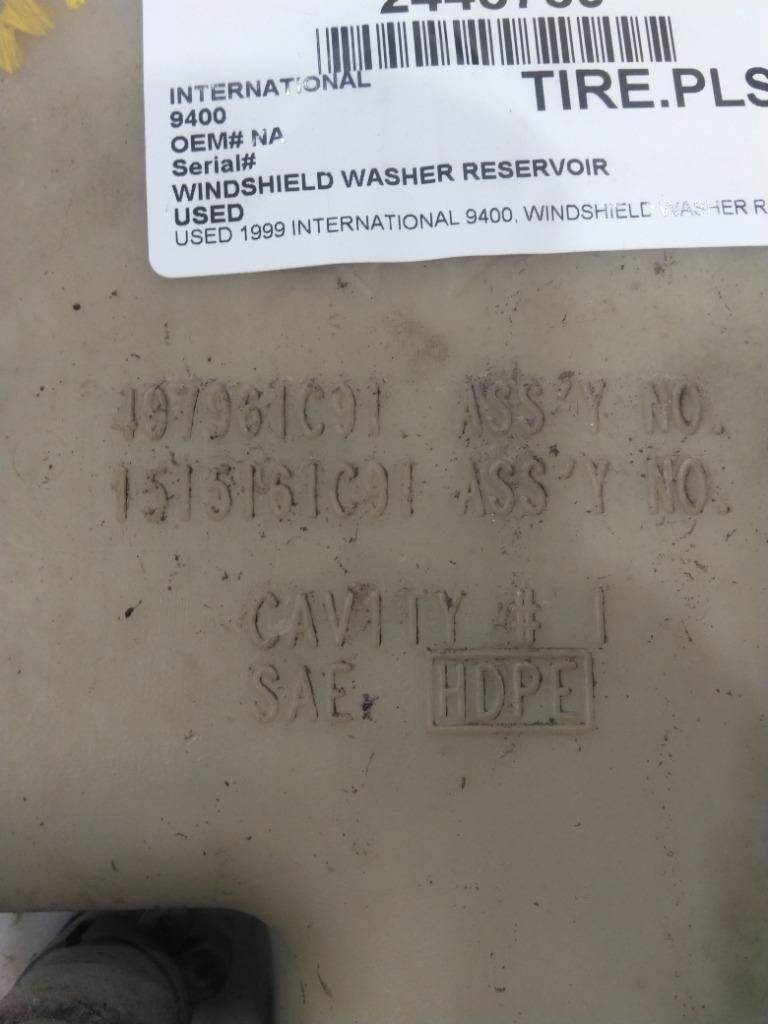 INTERNATIONAL
TIRE.PLS
9400
OEM# NA
Serial#
WINDSHIELD WASHER RESERVOIR
USED
USED 1999 INTERNATIONAL 9400, WINDSHIELD WASHER R
497961C91 ASS'Y NO.
1515161C91 ASS'Y NO.
CAVITY # 1
SAE HDPE